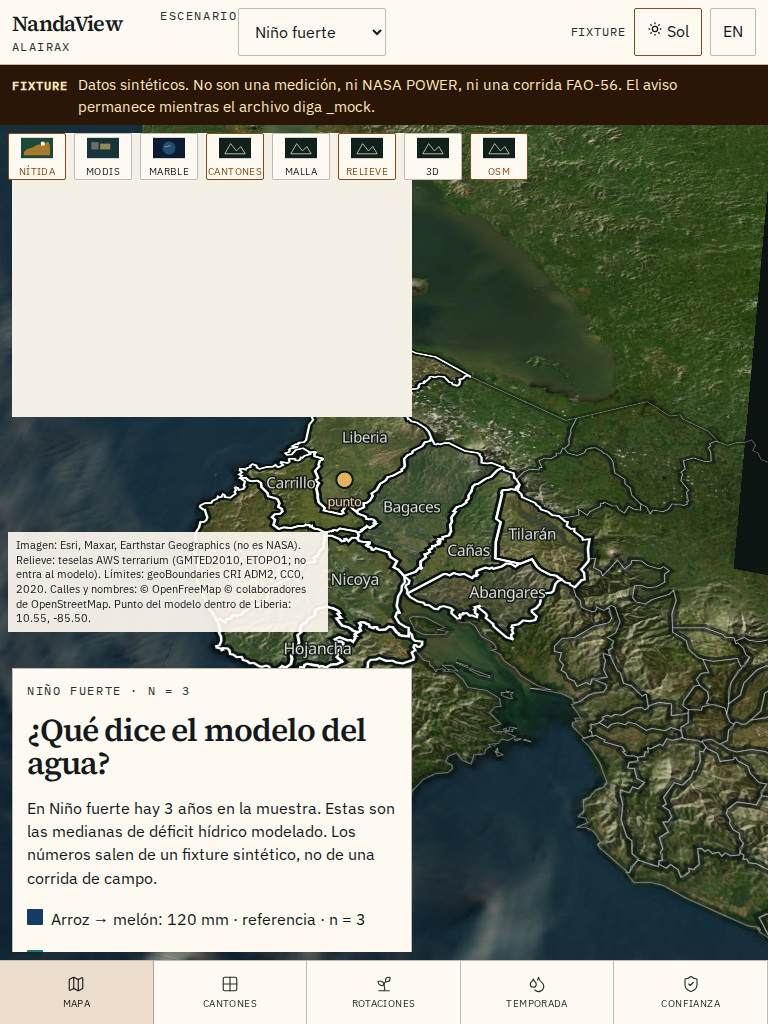 NandaView
ALAIRAX
ESCENARIO
Niño fuerte
FIXTURE
Sol
EN
FIXTURE
Datos sintéticos. No son una medición, ni NASA POWER, ni una corrida FAO-56. El aviso
permanece mientras el archivo diga _mock.
NÍTIDA
MODIS
MARBLE
CANTONES
MALLA
RELIEVE
3D
OSM
Liberia
Carrillo
punto
Bagaces
Tilarán
Cañas
Nicoya
Abangares
Hojancha
Imagen: Esri, Maxar, Earthstar Geographics (no es NASA).
Relieve: teselas AWS terrarium (GMTED2010, ETOPO1; no
entra al modelo). Límites: geoBoundaries CRI ADM2, CC0,
2020. Calles y nombres: © OpenFreeMap © colaboradores
de OpenStreetMap. Punto del modelo dentro de Liberia:
10.55, -85.50.
NIÑO FUERTE · N = 3
¿Qué dice el modelo del
agua?
En Niño fuerte hay 3 años en la muestra. Estas son
las medianas de déficit hídrico modelado. Los
números salen de un fixture sintético, no de una
corrida de campo.
Arroz → melón: 120 mm · referencia · n = 3
MAPA
CANTONES
ROTACIONES
TEMPORADA
CONFIANZA